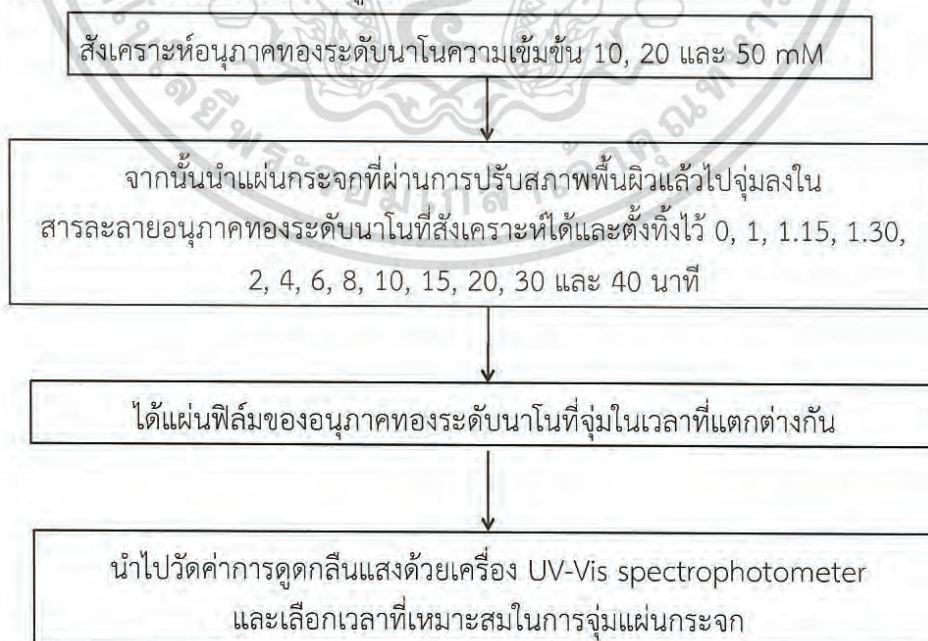 สังเคราะห์อนุภาคทองระดับนาโนความเข้มข้น 10, 20 และ 50 mM
จากนั้นนำแผ่นกระจกที่ผ่านการปรับสภาพพื้นผิวแล้วไปจุ่มลงใน
สารละลายอนุภาคทองระดับนาโนที่สังเคราะห์ได้และตั้งทิ้งไว้ 0, 1, 1.15, 1.30,
2, 4, 6, 8, 10, 15, 20, 30 และ 40 นาที
ได้แผ่นฟิล์มของอนุภาคทองระดับนาโนที่จุ่มในเวลาที่แตกต่างกัน
นำไปวัดค่าการดูดกลืนแสงด้วยเครื่อง UV-Vis spectrophotometer
และเลือกเวลาที่เหมาะสมในการจุ่มแผ่นกระจก